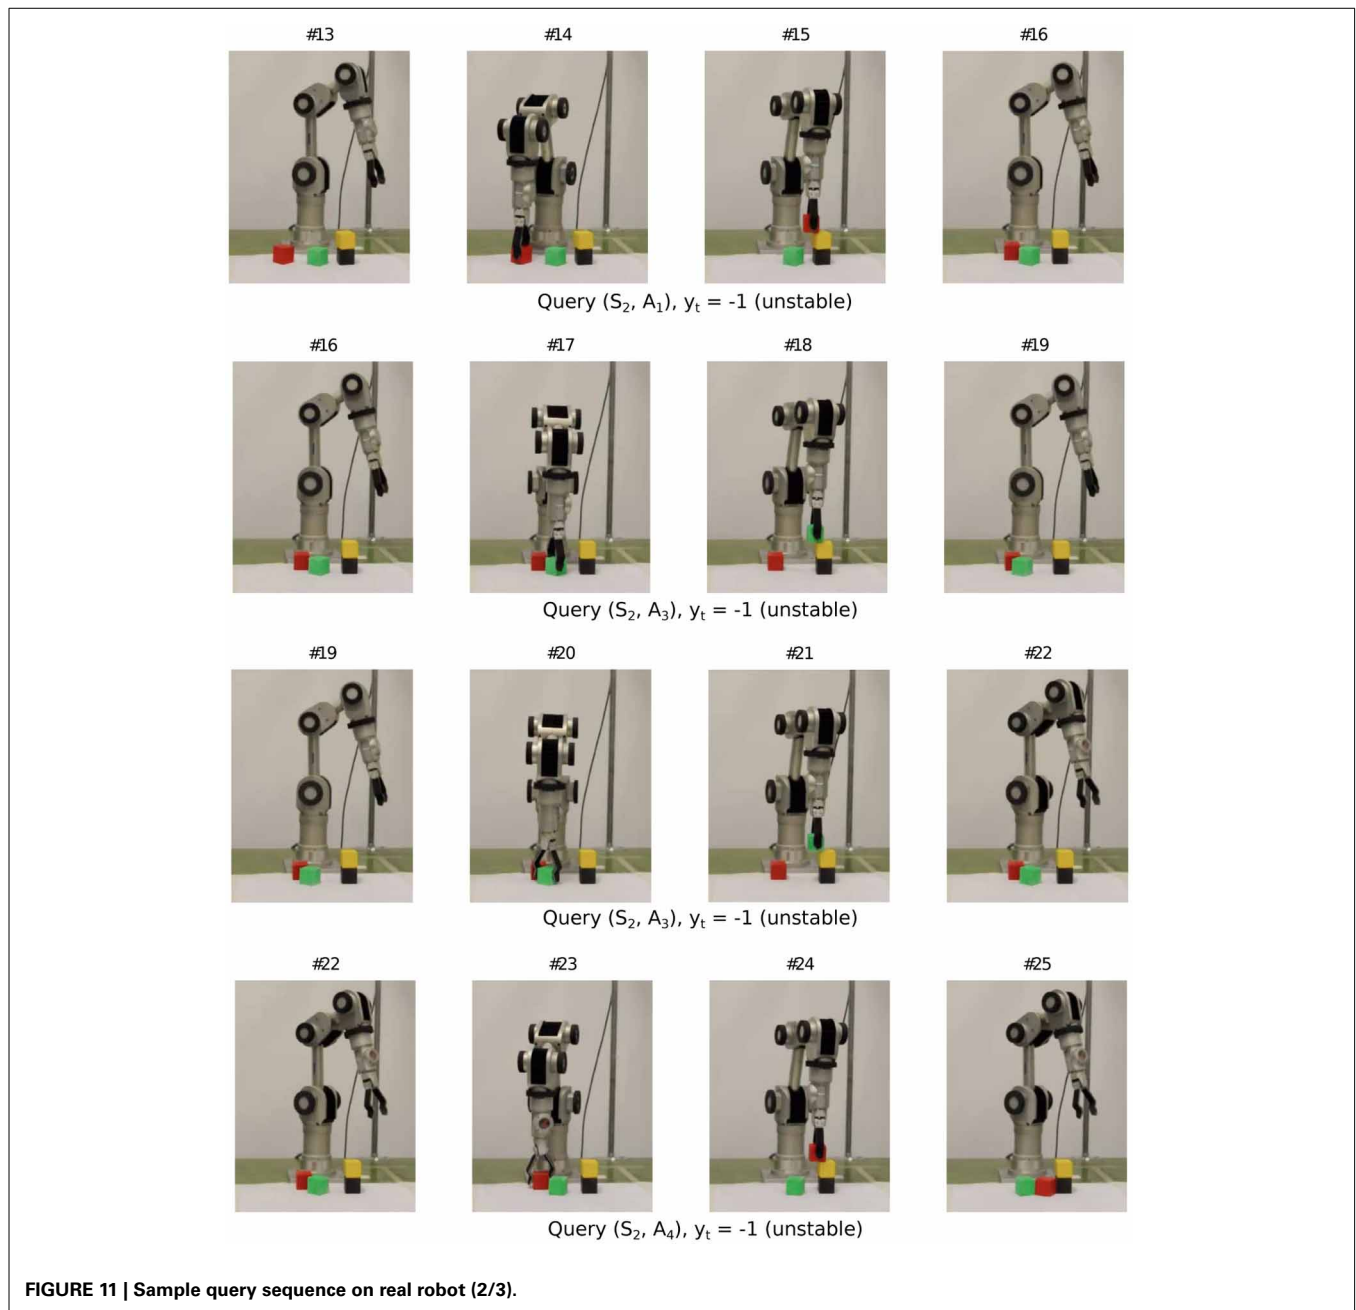 #13 #14 #15 #16
Query (S₂, A₁), yₜ = -1 (unstable)
#16 #17 #18 #19
Query (S₂, A₃), yₜ = -1 (unstable)
#19 #20 #21 #22
Query (S₂, A₃), yₜ = -1 (unstable)
#22 #23 #24 #25
Query (S₂, A₄), yₜ = -1 (unstable)
FIGURE 11 | Sample query sequence on real robot (2/3).